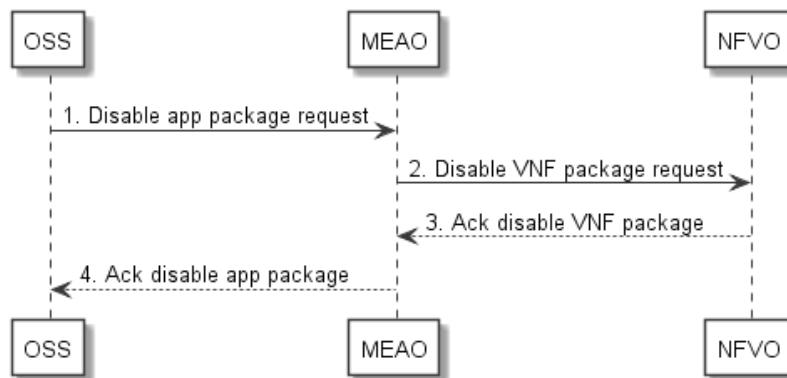 OSS
MEAO
NFVO
1. Disable app package request
2. Disable VNF package request
3. Ack disable VNF package
4. Ack disable app package
OSS
MEAO
NFVO